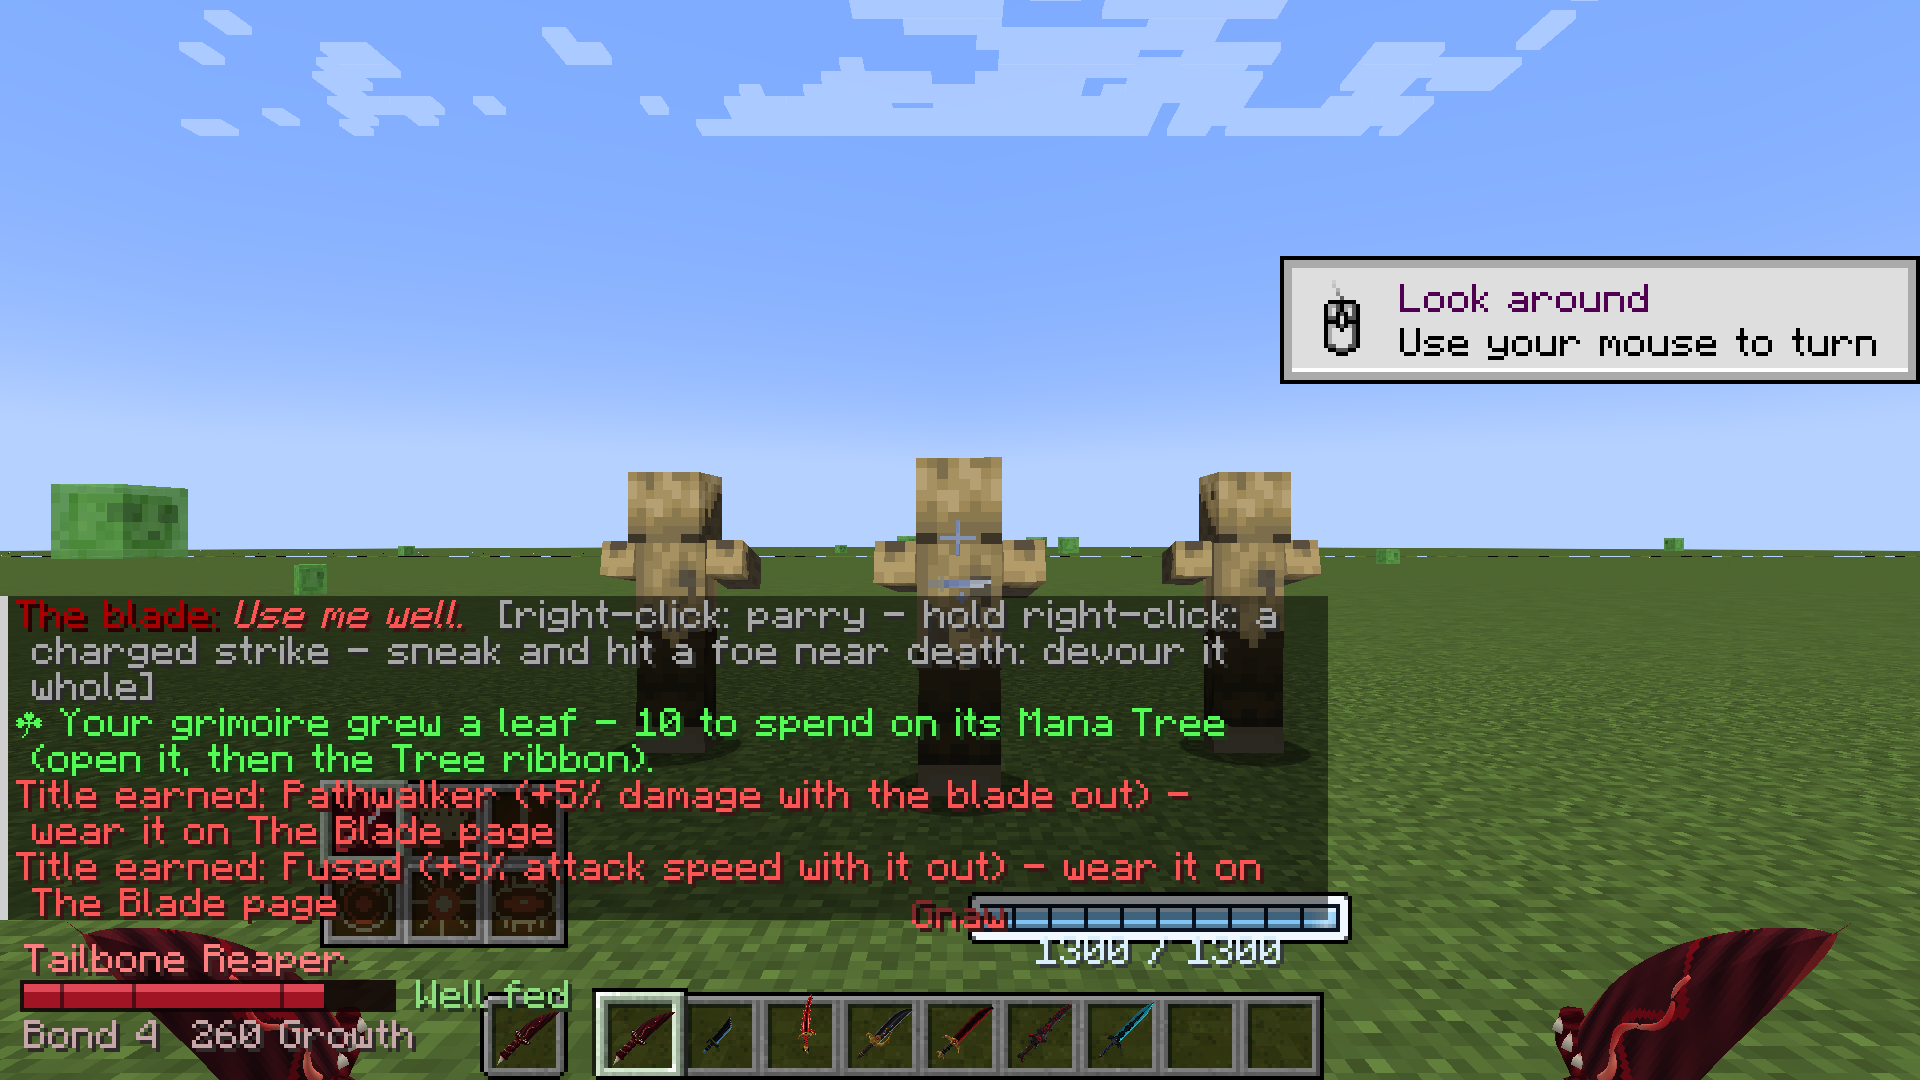 Look around
Use your mouse to turn
The blade: Use me well. [right-click: parry - hold right-click: a
charged strike - sneak and hit a foe near death: devour it
whole]
☘ Your grimoire grew a leaf - 10 to spend on its Mana Tree
(open it, then the Tree ribbon).
Title earned: Pathwalker (+5% damage with the blade out) -
wear it on The Blade page
Title earned: Fused (+5% attack speed with it out) - wear it on
The Blade page
Gnaw
1300 / 1300
Tailbone Reaper
Well fed
Bond 4 260 Growth